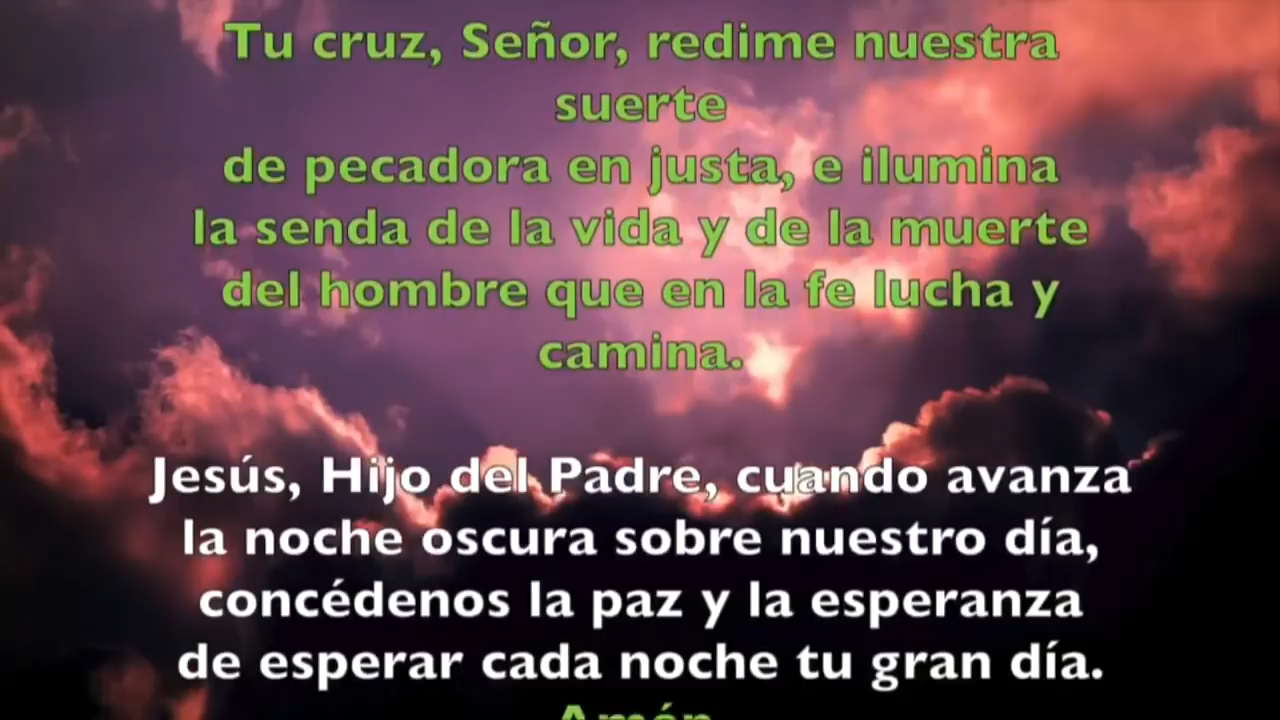 Tu cruz, Señor, redime nuestra
suerte
de pecadora en justa, e ilumina
la senda de la vida y de la muerte
del hombre que en la fe lucha y
camina.
Jesús, Hijo del Padre, cuando avanza
la noche oscura sobre nuestro día,
concédenos la paz y la esperanza
de esperar cada noche tu gran día.
Amén